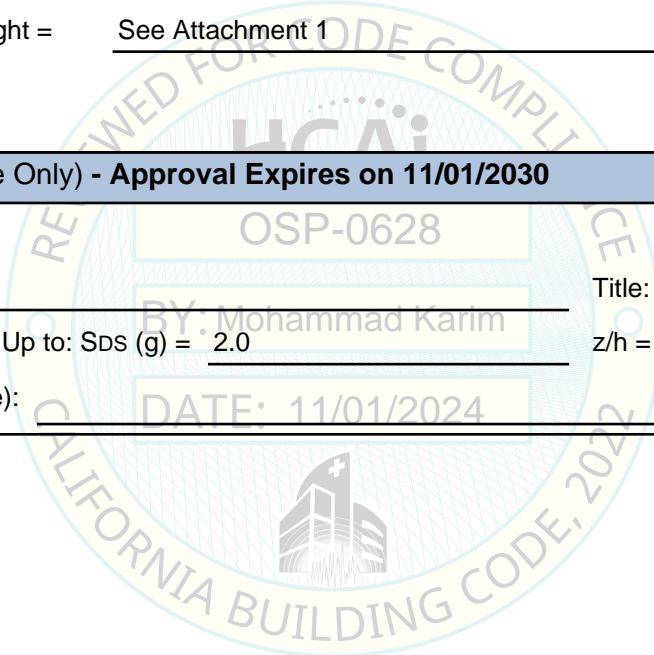 ght = See Attachment 1
REVIEWED FOR CODE COMPLIANCE
HCAi
e Only) - Approval Expires on 11/01/2030
OSP-0628
Title:
BY: Mohammad Karim
Up to: SDS (g) = 2.0 z/h =
e):
DATE: 11/01/2024
CALIFORNIA BUILDING CODE, 2022